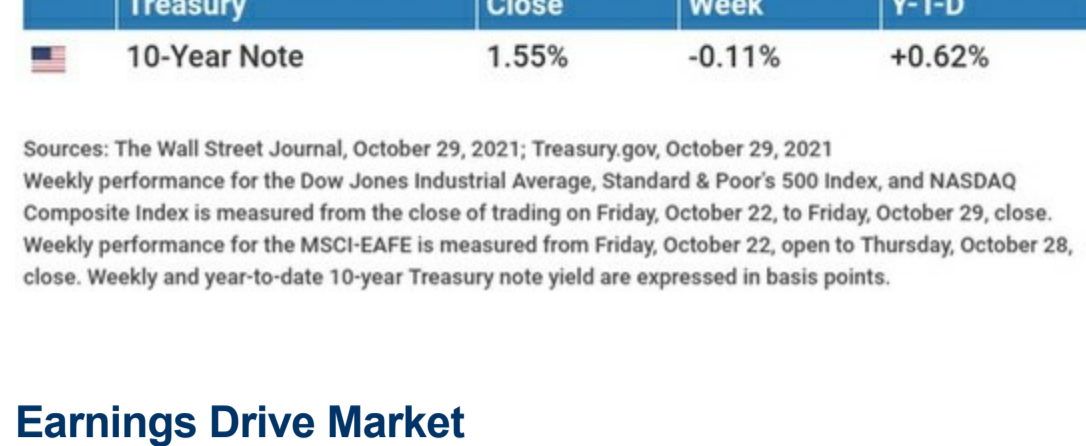 Treasury Close Week Y-T-D
10-Year Note 1.55% -0.11% +0.62%
Sources: The Wall Street Journal, October 29, 2021; Treasury.gov, October 29, 2021
Weekly performance for the Dow Jones Industrial Average, Standard & Poor's 500 Index, and NASDAQ
Composite Index is measured from the close of trading on Friday, October 22, to Friday, October 29, close.
Weekly performance for the MSCI-EAFE is measured from Friday, October 22, open to Thursday, October 28,
close. Weekly and year-to-date 10-year Treasury note yield are expressed in basis points.
Earnings Drive Market